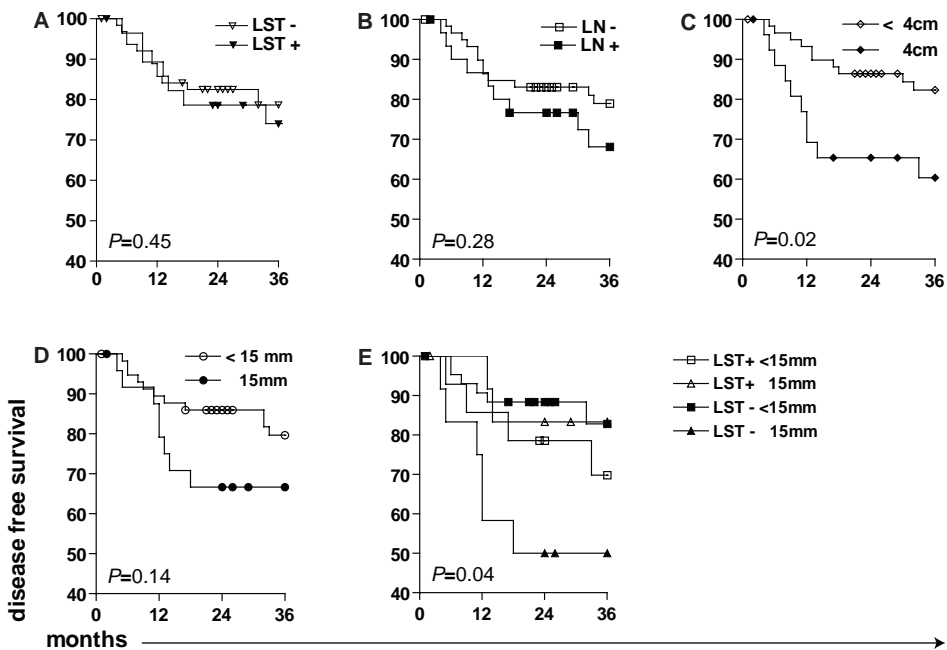 A
LST -
LST +
100
90
80
70
60
50
40
P=0.45
0 12 24 36
B
LN -
LN +
100
90
80
70
60
50
40
P=0.28
0 12 24 36
C
< 4cm
4cm
100
90
80
70
60
50
40
P=0.02
0 12 24 36
D
< 15 mm
15mm
100
90
80
70
60
50
40
P=0.14
0 12 24 36
E
100
90
80
70
60
50
40
P=0.04
0 12 24 36
LST+ <15mm
LST+ 15mm
LST - <15mm
LST - 15mm
disease free survival
months